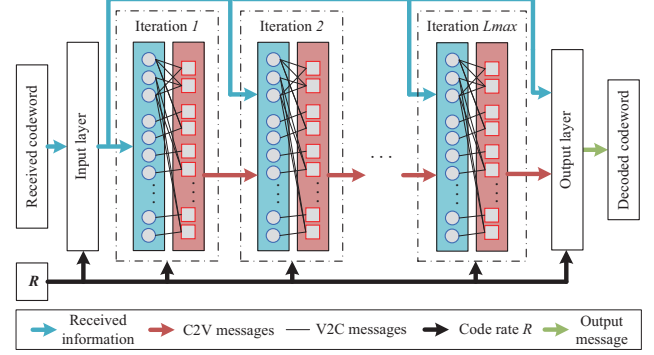 Iteration 1
Iteration 2
Iteration Lmax
Received codeword
Input layer
. . .
Output layer
Decoded codeword
R
Received information
C2V messages
V2C messages
Code rate R
Output message